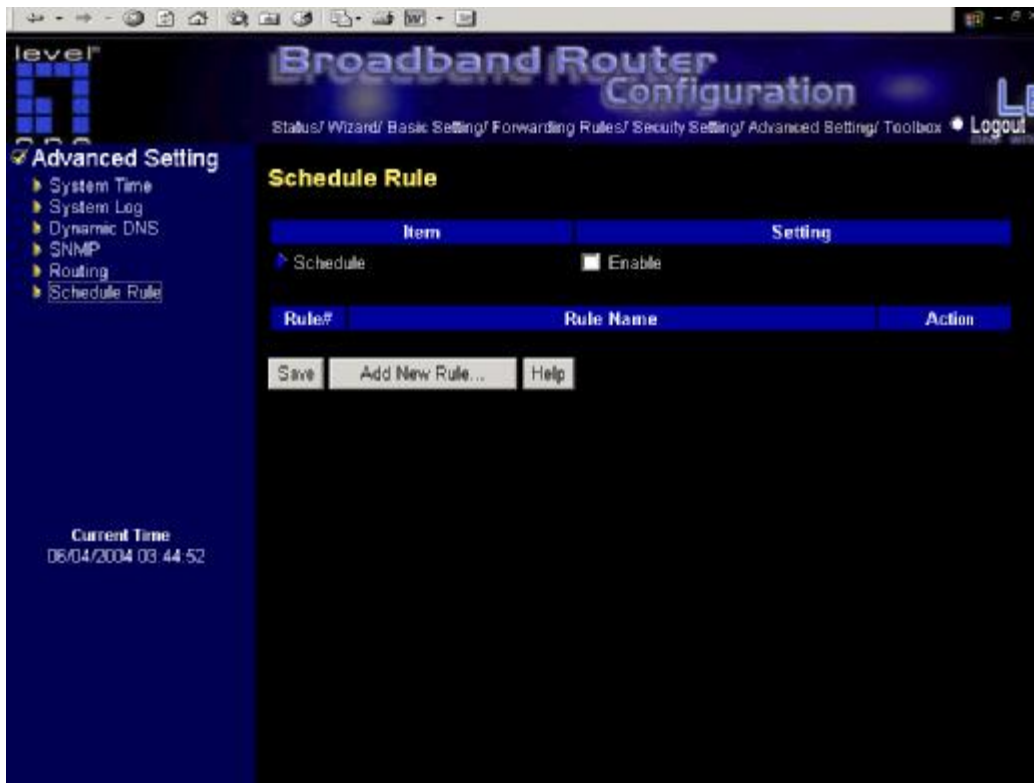 level
Broadband Router
Configuration
Status/ Wizard/ Basic Setting/ Forwarding Rules/ Secuity Setting/ Advanced Setting/ Toolbox
Logout
Advanced Setting
System Time
System Log
Dynamic DNS
SNMP
Routing
Schedule Rule
Schedule Rule
Item Setting
Schedule Enable
Rule# Rule Name Action
Save Add New Rule... Help
Current Time
06/04/2004 03:44:52